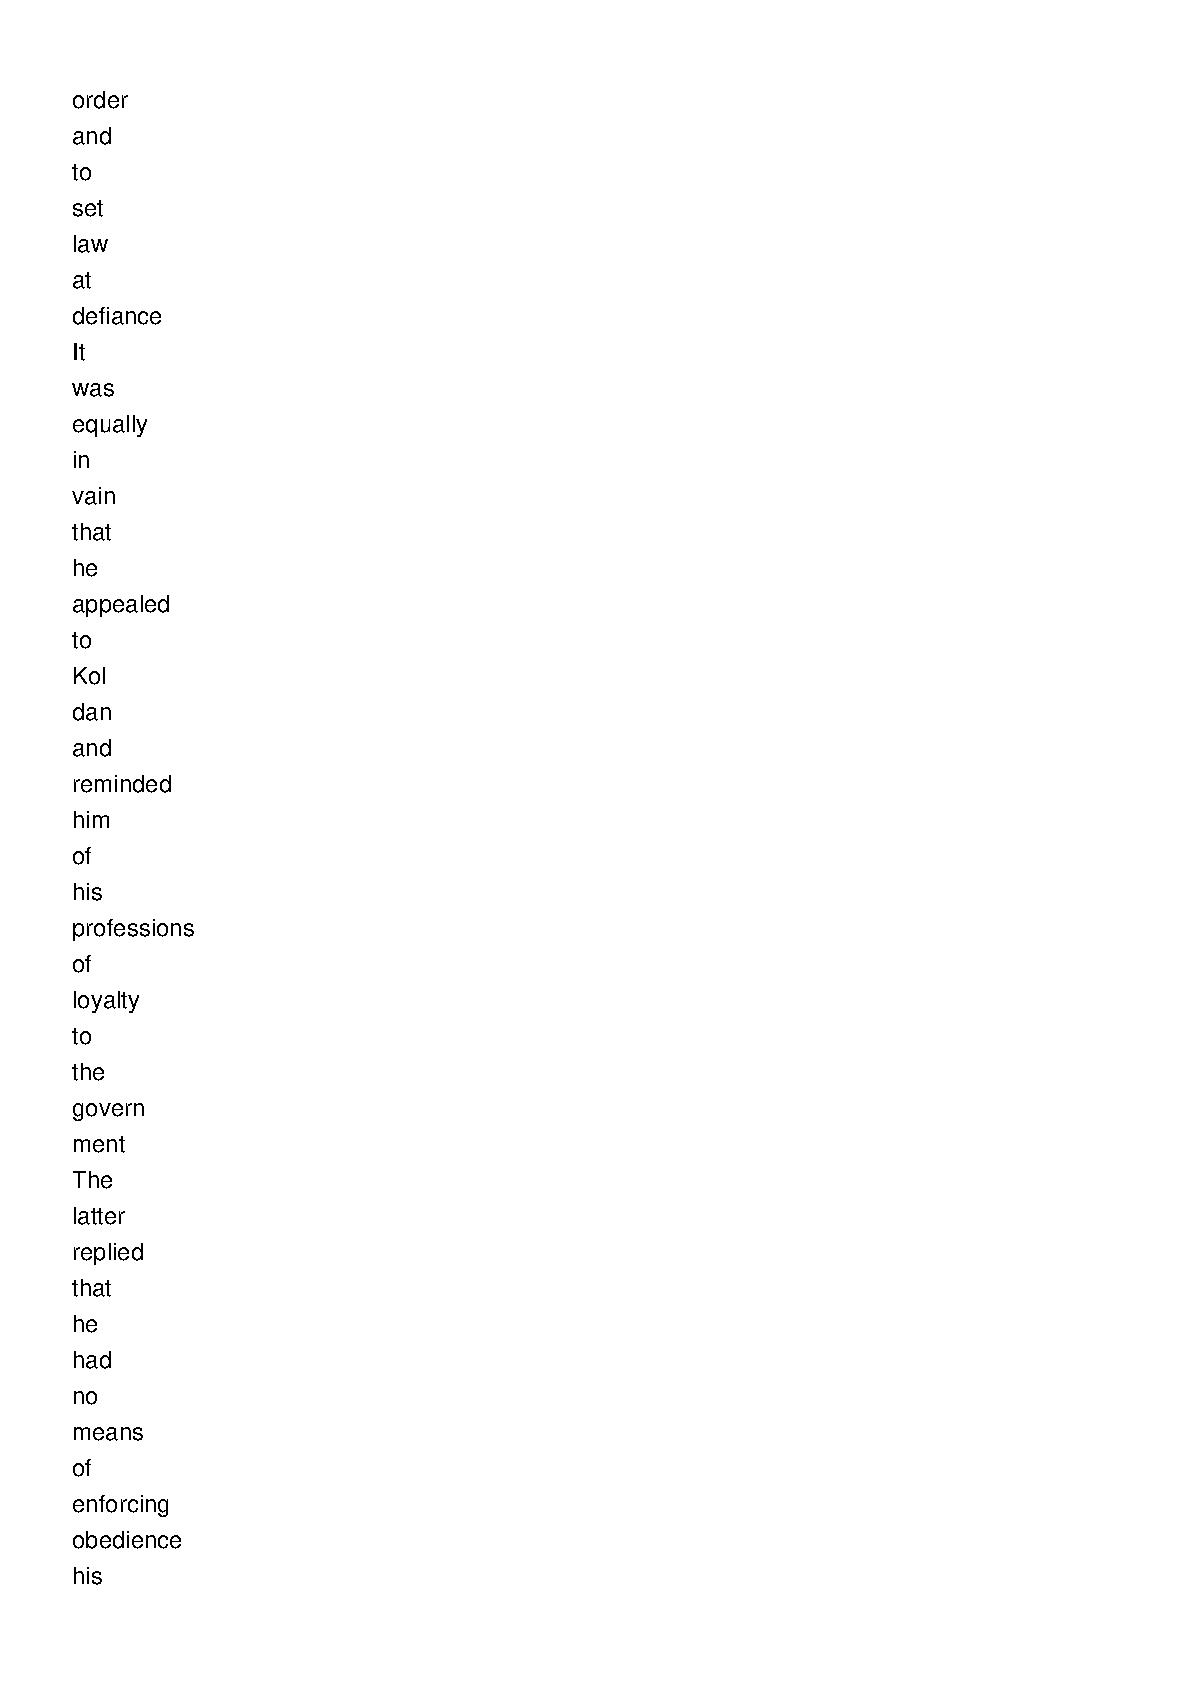 order
and
to
set
law
at
defiance
It
was
equally
in
vain
that
he
appealed
to
Kol
dan
and
reminded
him
of
his
professions
of
loyalty
to
the
govern
ment
The
latter
replied
that
he
had
no
means
of
enforcing
obedience
his